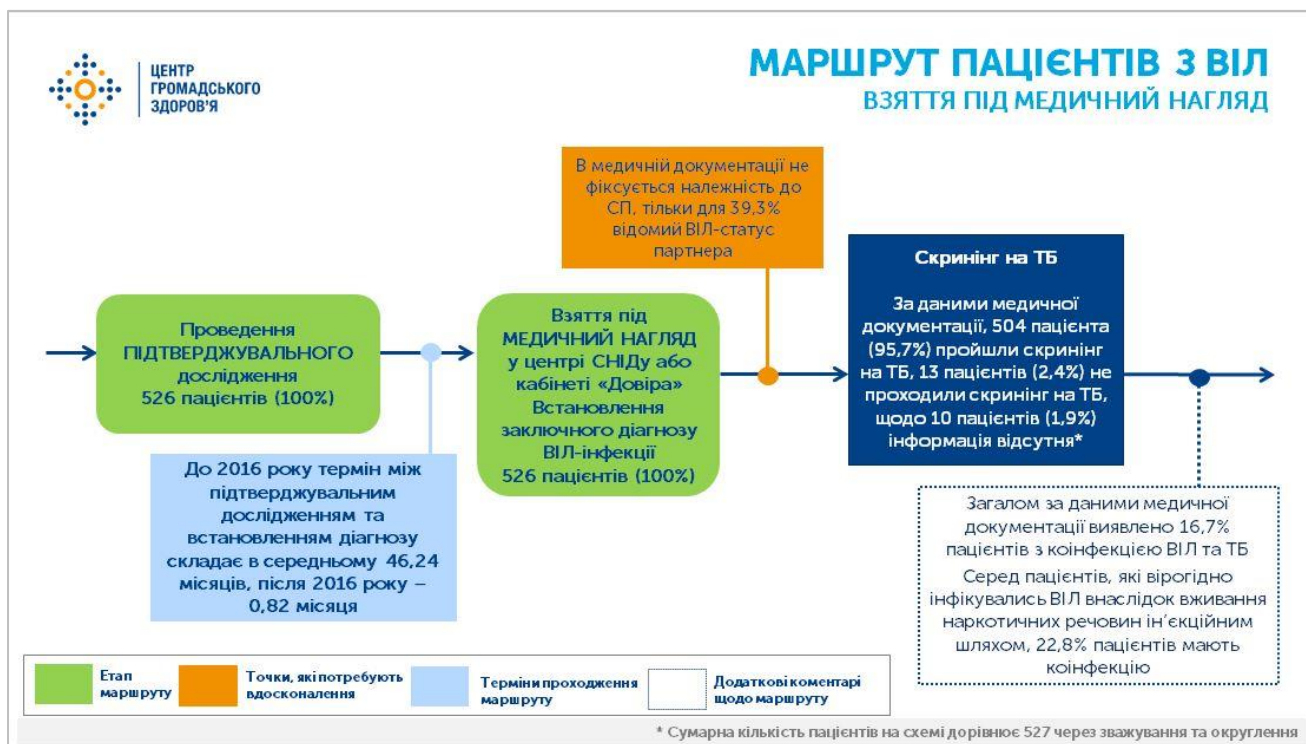 ЦЕНТР
ГРОМАДСЬКОГО
ЗДОРОВ'Я
МАРШРУТ ПАЦІЄНТІВ З ВІЛ
ВЗЯТТЯ ПІД МЕДИЧНИЙ НАГЛЯД
В медичній документації не
фіксується належність до
СП, тільки для 39,3%
відомий ВІЛ-статус
партнера
Проведення
ПІДТВЕРДЖУВАЛЬНОГО
дослідження
526 пацієнтів (100%)
Взяття під
МЕДИЧНИЙ НАГЛЯД
у центрі СНІДу або
кабінеті «Довіра»
Встановлення
заключного діагнозу
ВІЛ-інфекції
526 пацієнтів (100%)
Скринінг на ТБ
За даними медичної
документації, 504 пацієнта
(95,7%) пройшли скринінг
на ТБ, 13 пацієнтів (2,4%) не
проходили скринінг на ТБ,
щодо 10 пацієнтів (1,9%)
інформація відсутня*
До 2016 року термін між
підтверджувальним
дослідженням та
встановленням діагнозу
складає в середньому 46,24
місяців, після 2016 року –
0,82 місяця
Загалом за даними медичної
документації виявлено 16,7%
пацієнтів з коінфекцією ВІЛ та ТБ
Серед пацієнтів, які вірогідно
інфікувались ВІЛ внаслідок вживання
наркотичних речовин ін’єкційним
шляхом, 22,8% пацієнтів мають
коінфекцію
Етап
маршруту
Точки, які потребують
вдосконалення
Терміни проходження
маршруту
Додаткові коментарі
щодо маршруту
* Сумарна кількість пацієнтів на схемі дорівнює 527 через зважування та округлення